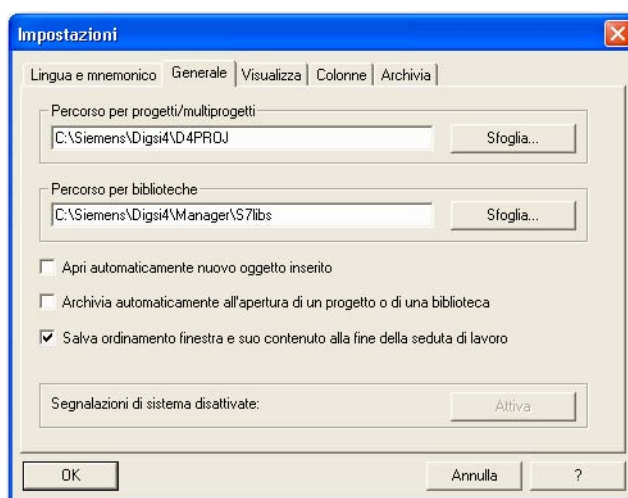 Impostazioni
Lingua e mnemonico Generale Visualizza Colonne Archivia
Percorso per progetti/multiprogetti
C:\Siemens\Digsi4\D4PROJ Sfoglia...
Percorso per biblioteche
C:\Siemens\Digsi4\Manager\S7libs Sfoglia...
Apri automaticamente nuovo oggetto inserito
Archivia automaticamente all'apertura di un progetto o di una biblioteca
Salva ordinamento finestra e suo contenuto alla fine della seduta di lavoro
Segnalazioni di sistema disattivate: Attiva
OK Annulla ?